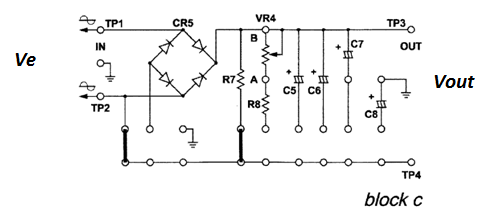 TP1 CR5 VR4 TP3
B C7
IN OUT
Ve Vout
+
A + +
R7 R8 C5 C6 + C8
TP2
TP4
block c